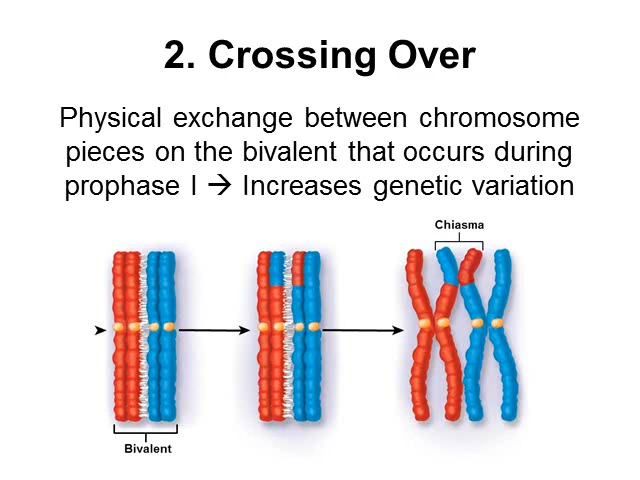 2. Crossing Over
Physical exchange between chromosome
pieces on the bivalent that occurs during
prophase I → Increases genetic variation
Chiasma
Bivalent